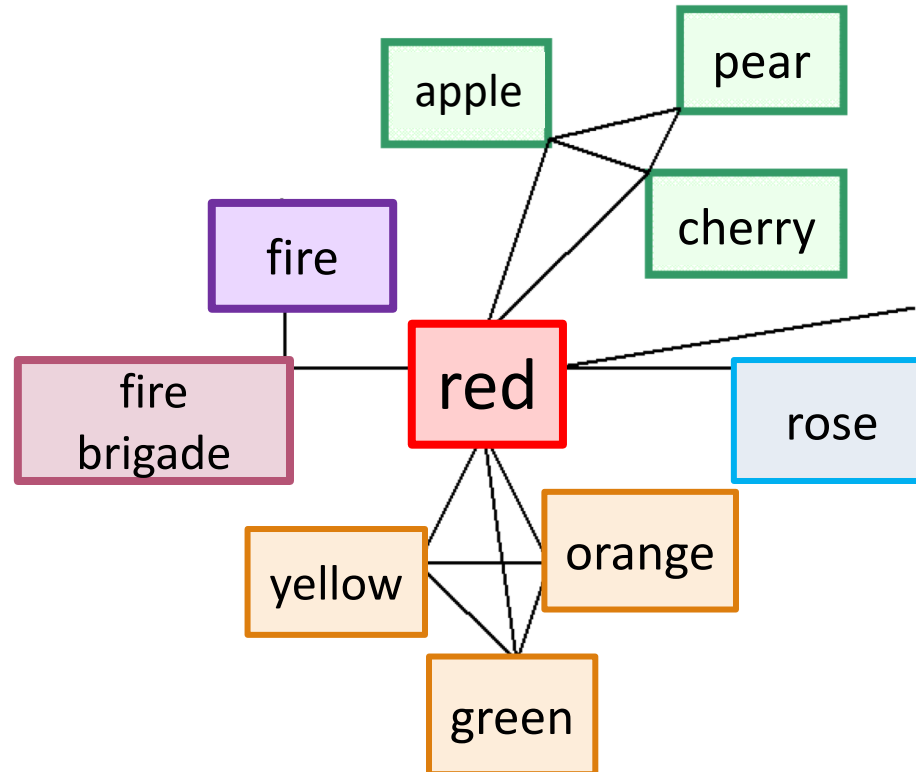 pear
apple
cherry
fire
red
fire
brigade
rose
orange
yellow
green